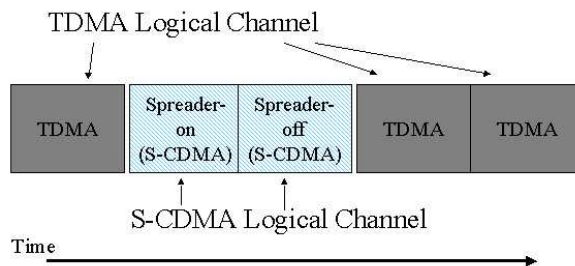 TDMA Logical Channel
TDMA
Spreader-
on
(S-CDMA)
Spreader-
off
(S-CDMA)
TDMA
TDMA
S-CDMA Logical Channel
Time